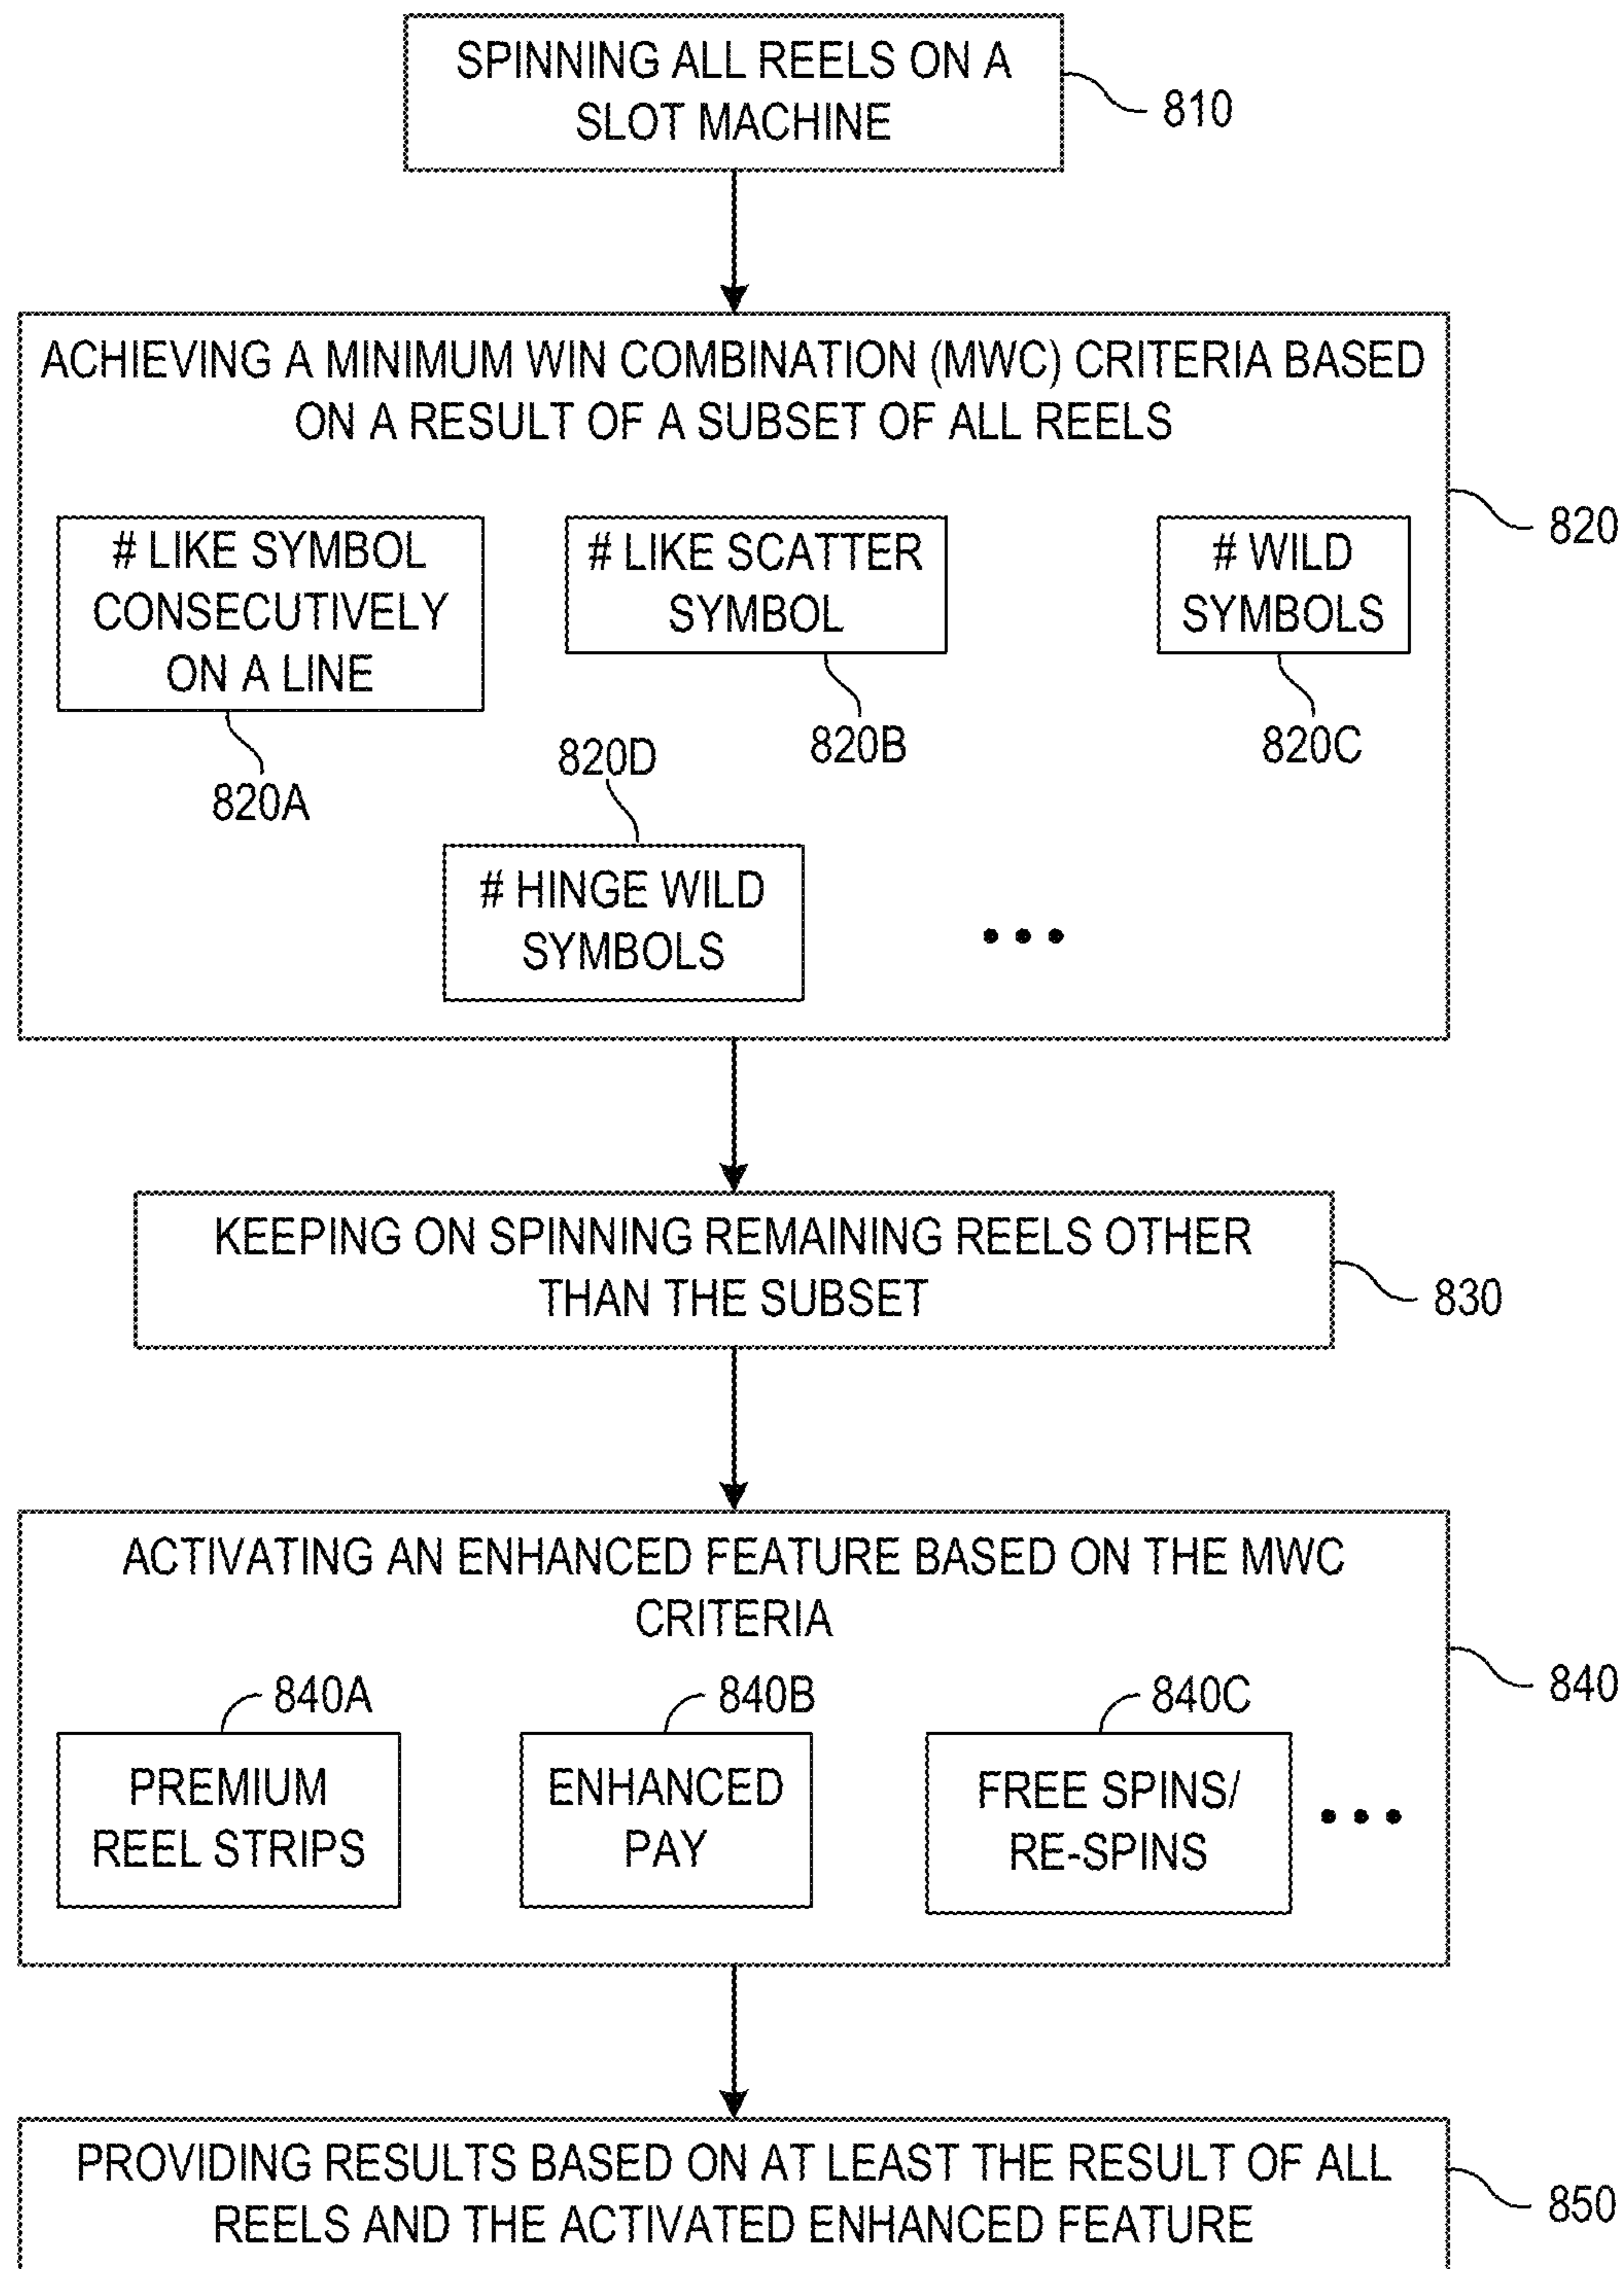 SPINNING ALL REELS ON A
SLOT MACHINE
810
ACHIEVING A MINIMUM WIN COMBINATION (MWC) CRITERIA BASED
ON A RESULT OF A SUBSET OF ALL REELS
820
# LIKE SYMBOL
CONSECUTIVELY
ON A LINE
820A
# LIKE SCATTER
SYMBOL
820B
# WILD
SYMBOLS
820C
820D
# HINGE WILD
SYMBOLS
•••
KEEPING ON SPINNING REMAINING REELS OTHER
THAN THE SUBSET
830
ACTIVATING AN ENHANCED FEATURE BASED ON THE MWC
CRITERIA
840
840A
PREMIUM
REEL STRIPS
840B
ENHANCED
PAY
840C
FREE SPINS/
RE-SPINS
•••
PROVIDING RESULTS BASED ON AT LEAST THE RESULT OF ALL
REELS AND THE ACTIVATED ENHANCED FEATURE
850